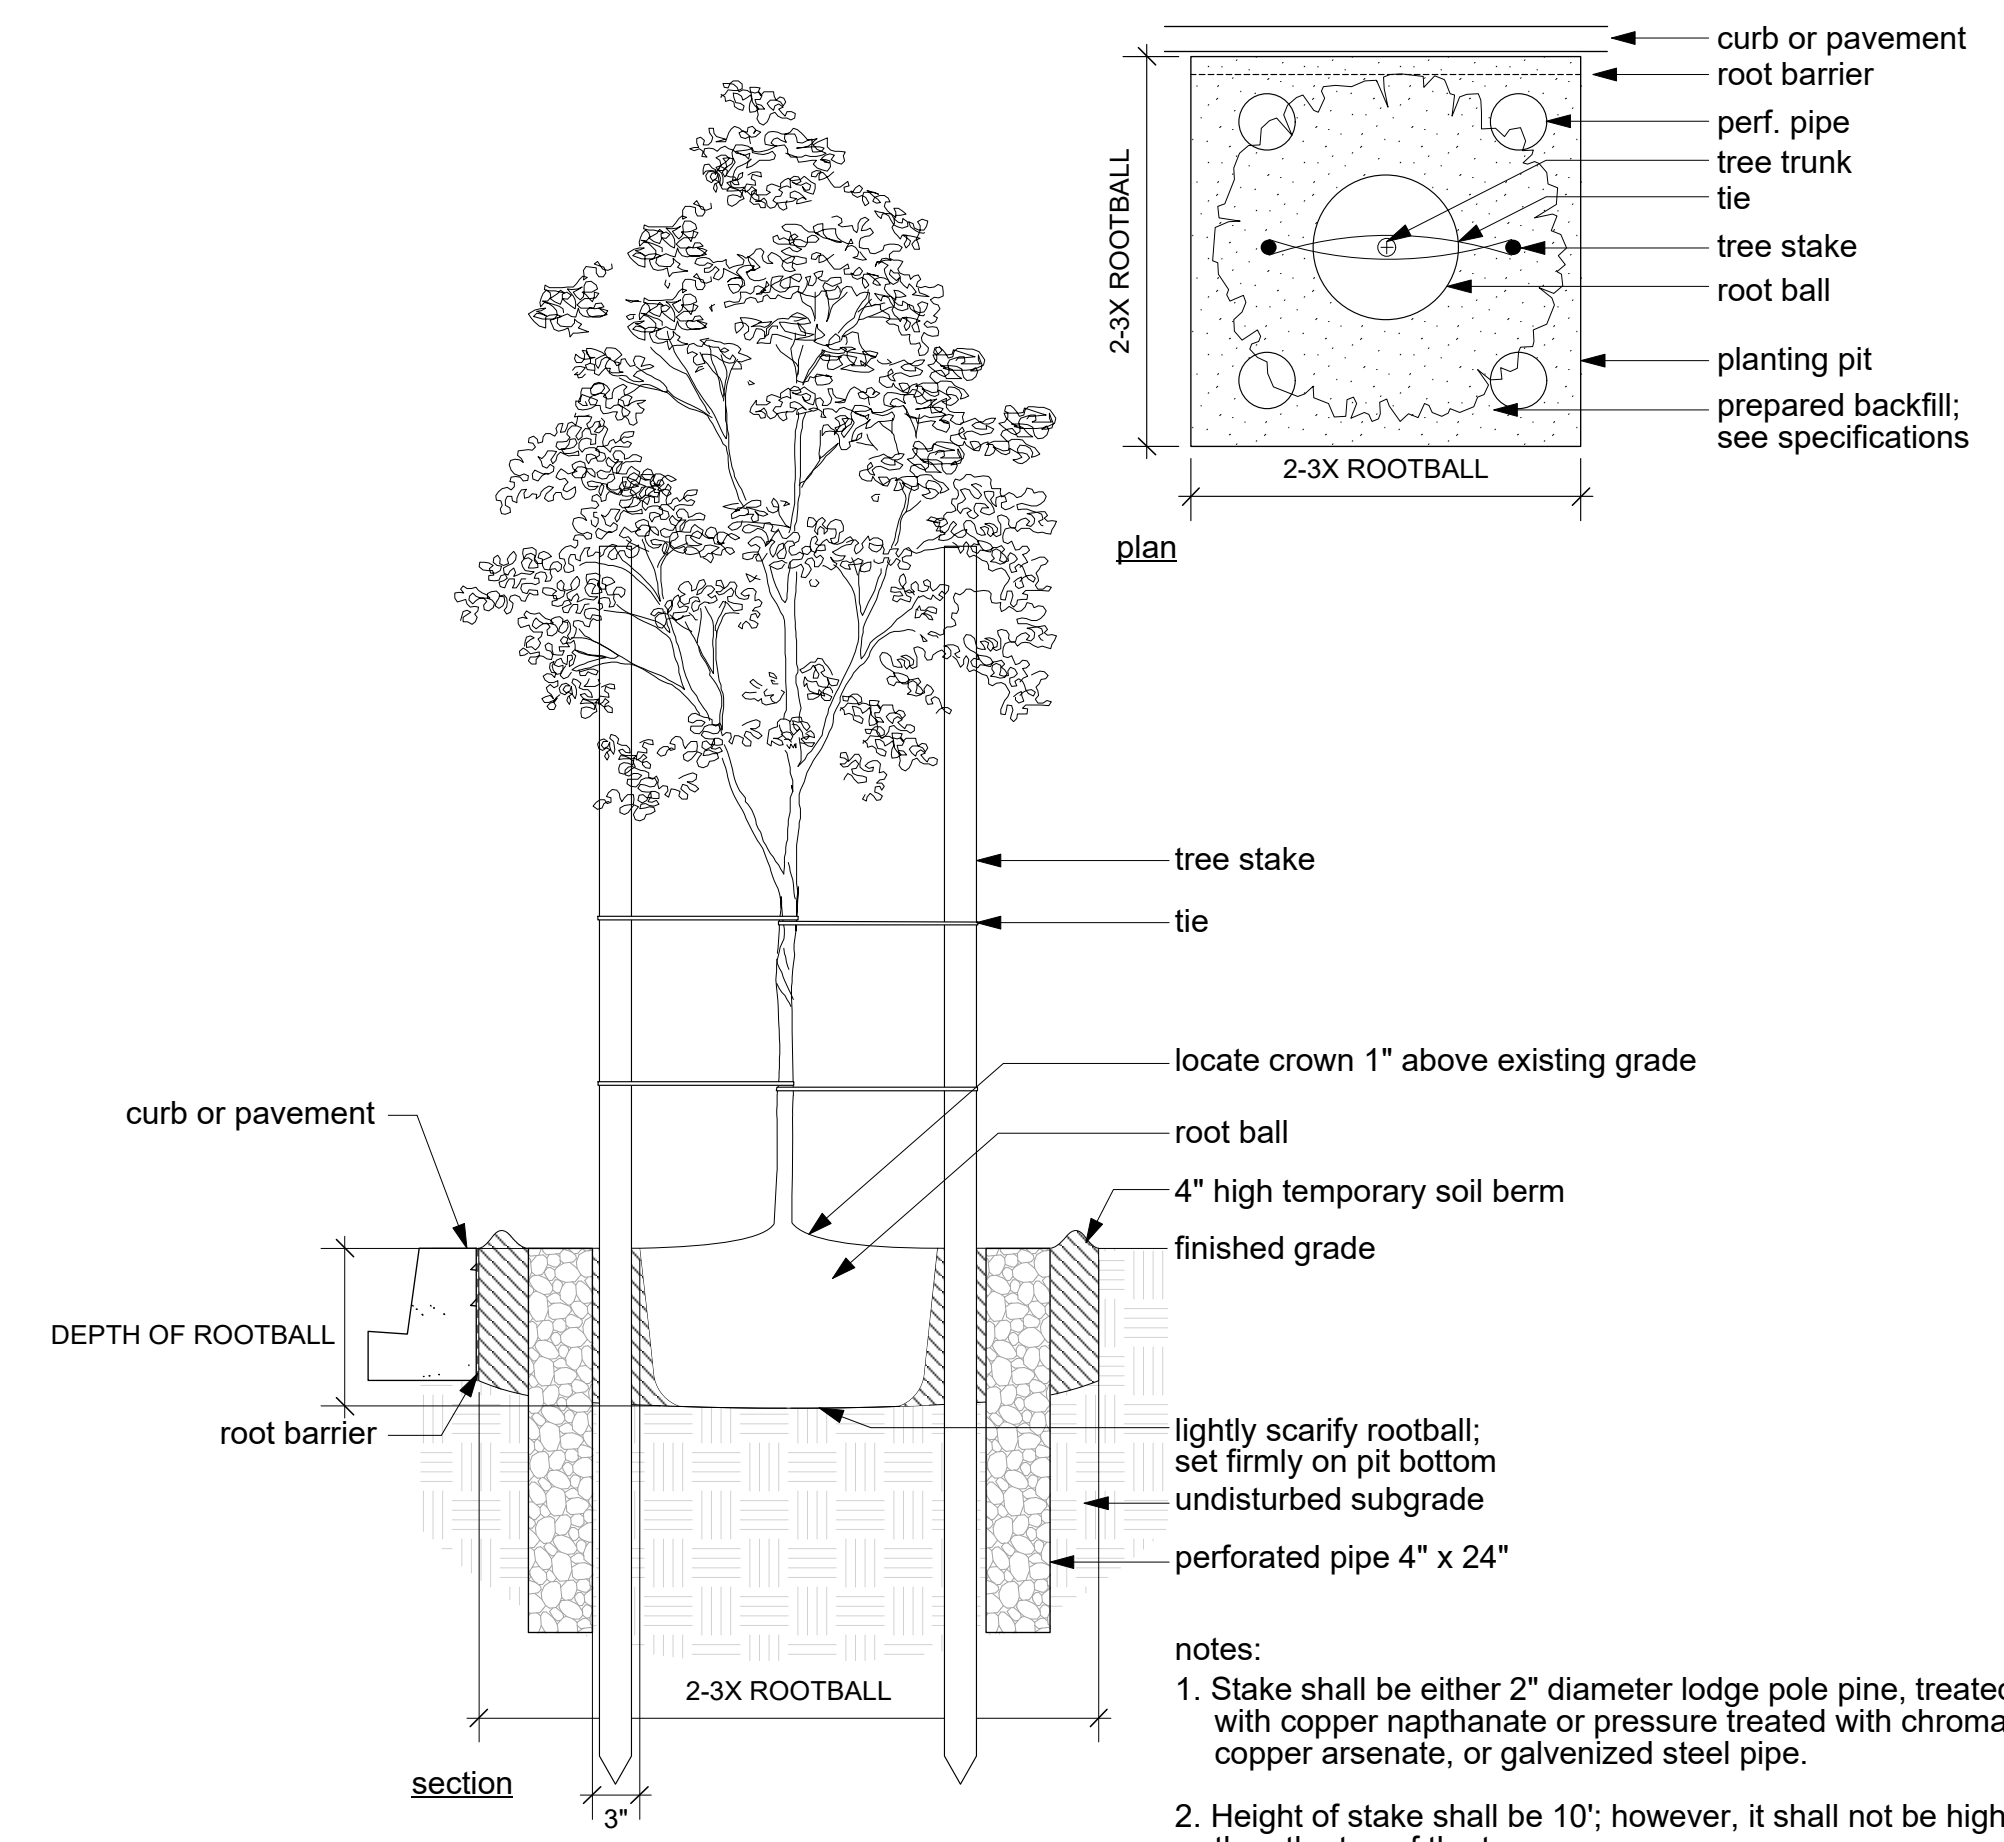 curb or pavement
root barrier
perf. pipe
tree trunk
tie
tree stake
root ball
planting pit
prepared backfill;
see specifications
2-3X ROOTBALL
2-3X ROOTBALL
plan
tree stake
tie
locate crown 1" above existing grade
root ball
4" high temporary soil berm
finished grade
curb or pavement
DEPTH OF ROOTBALL
root barrier
lightly scarify rootball;
set firmly on pit bottom
undisturbed subgrade
perforated pipe 4" x 24"
2-3X ROOTBALL
section
3"
notes:
1. Stake shall be either 2" diameter lodge pole pine, treated
with copper napthanate or pressure treated with chroma
copper arsenate, or galvenized steel pipe.
2. Height of stake shall be 10'; however, it shall not be high